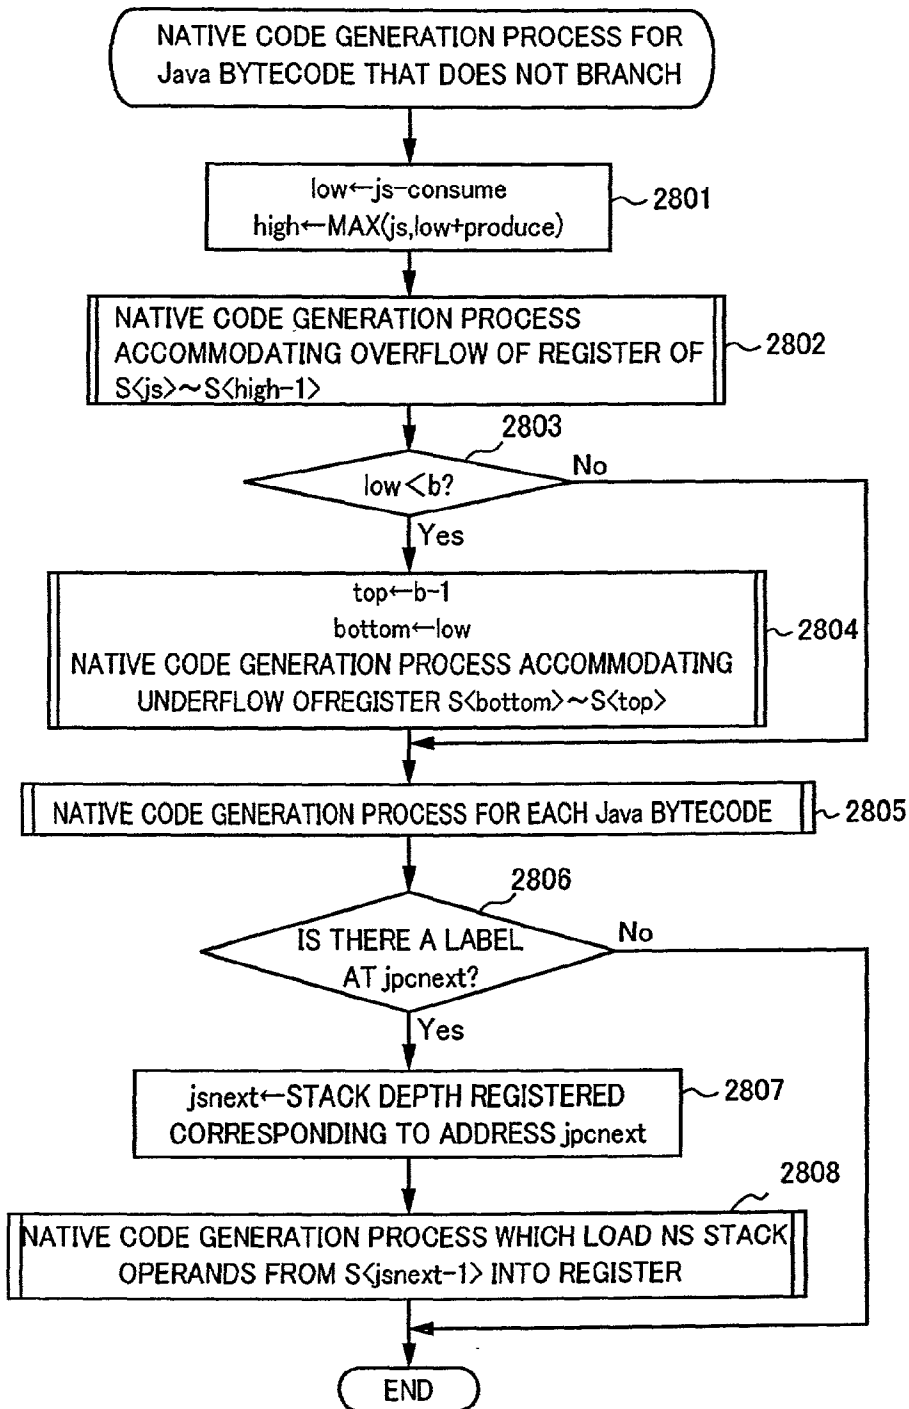 NATIVE CODE GENERATION PROCESS FOR
Java BYTECODE THAT DOES NOT BRANCH
low←js-consume
high←MAX(js,low+produce)
2801
NATIVE CODE GENERATION PROCESS
ACCOMMODATING OVERFLOW OF REGISTER OF
S<js>~S<high-1>
2802
2803
low<b?
No
Yes
top←b-1
bottom←low
NATIVE CODE GENERATION PROCESS ACCOMMODATING
UNDERFLOW OFREGISTER S<bottom>~S<top>
2804
NATIVE CODE GENERATION PROCESS FOR EACH Java BYTECODE
2805
2806
IS THERE A LABEL
AT jpcnext?
No
Yes
jsnext←STACK DEPTH REGISTERED
CORRESPONDING TO ADDRESS jpcnext
2807
2808
NATIVE CODE GENERATION PROCESS WHICH LOAD NS STACK
OPERANDS FROM S<jsnext-1> INTO REGISTER
END